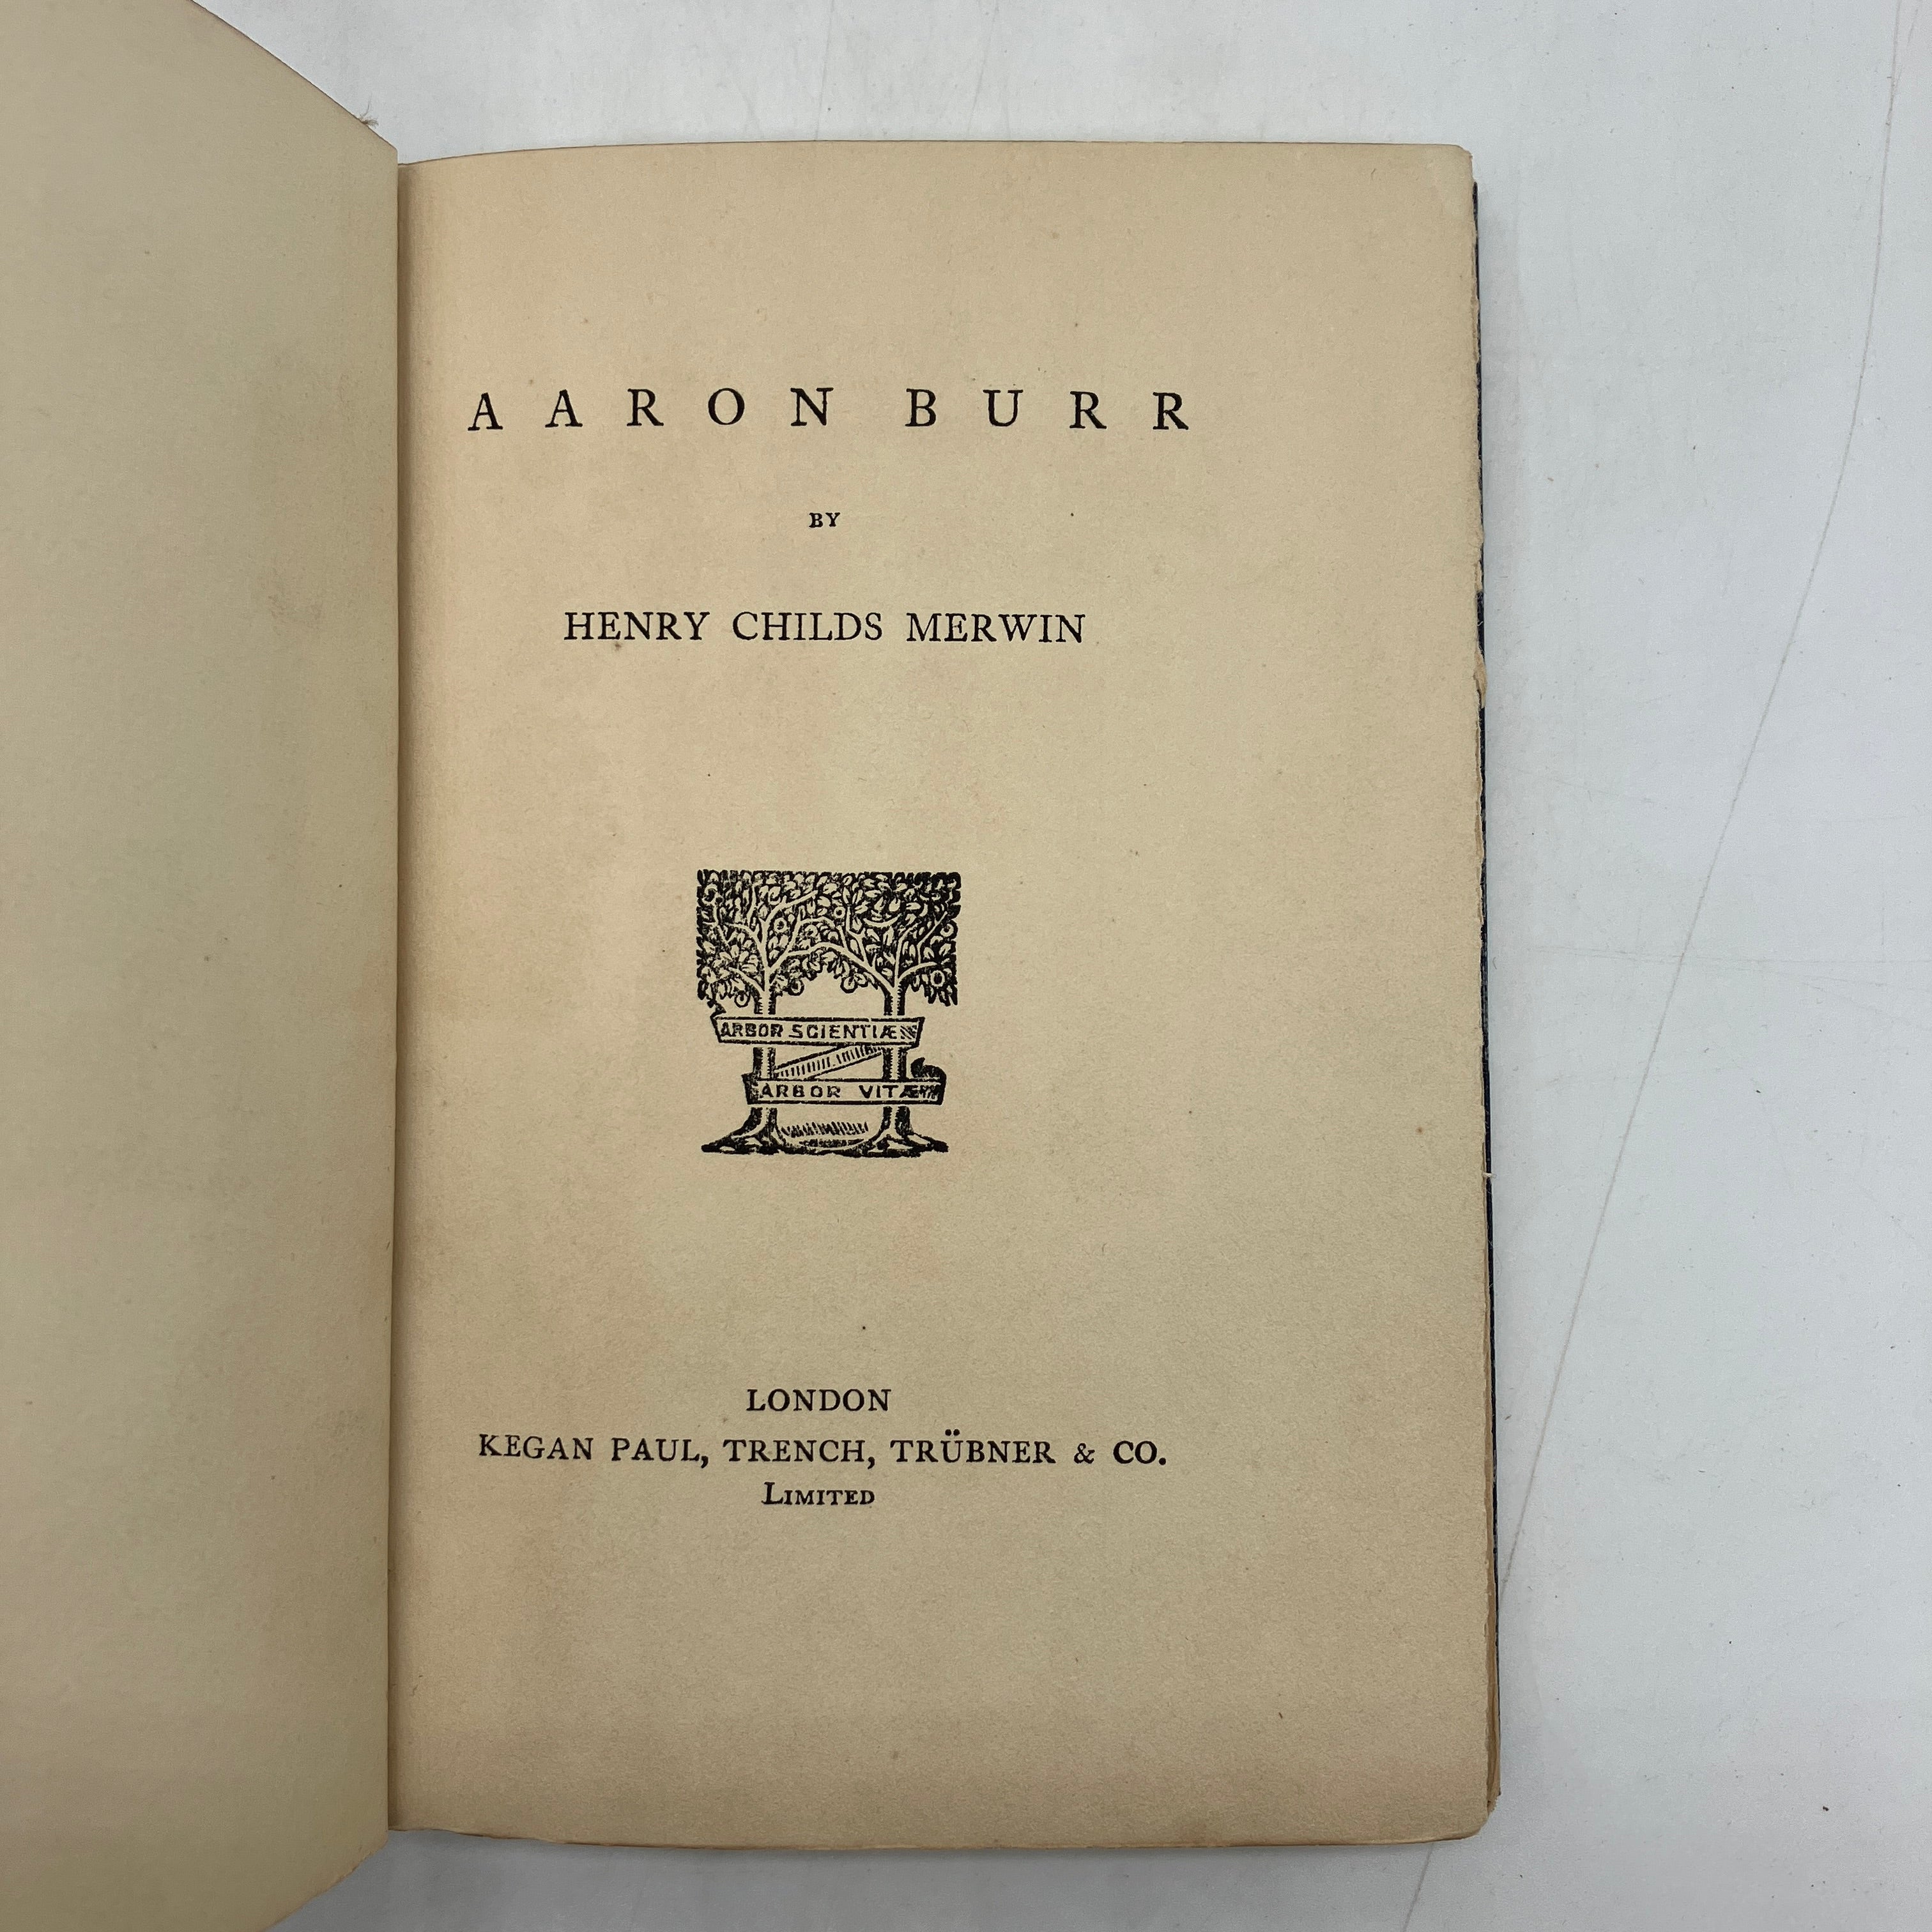 AARON BURR
BY
HENRY CHILDS MERWIN
ARBOR SCIENTIÆ
ARBOR VITÆ
LONDON
KEGAN PAUL, TRENCH, TRÜBNER & CO.
LIMITED